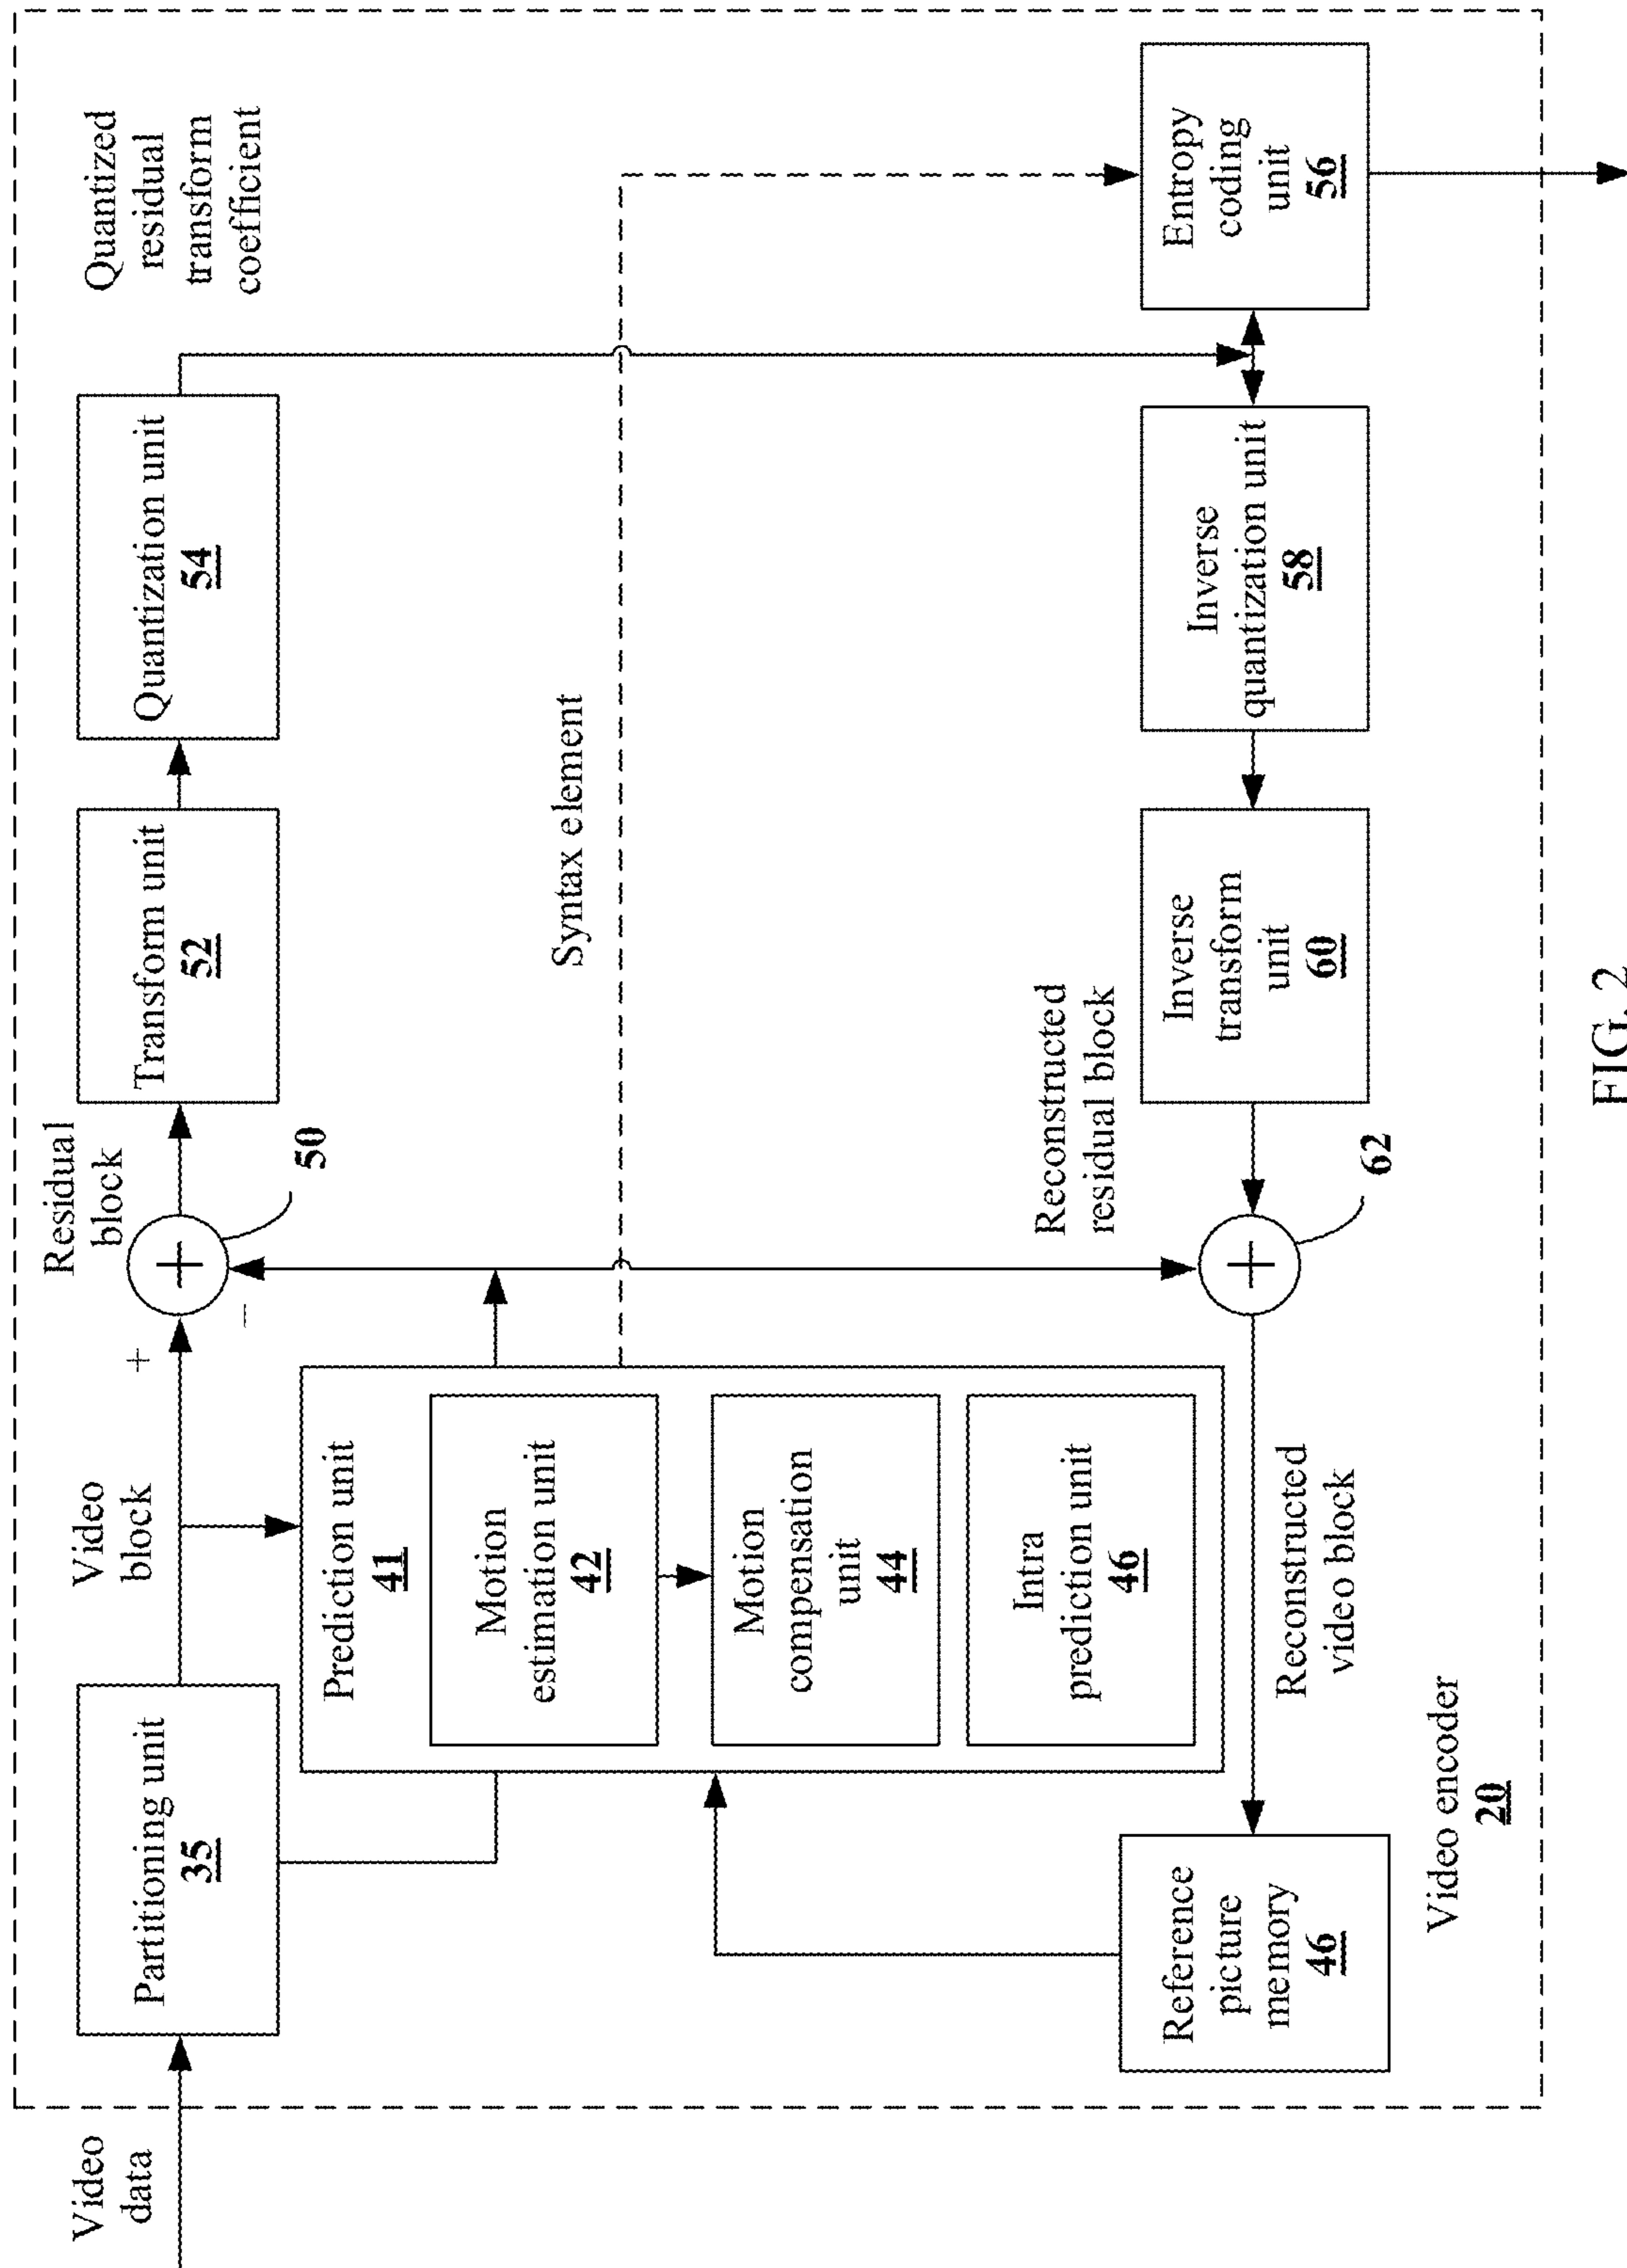 Video
data
Partitioning unit
35
Video
block
+
−
Residual
block
50
Transform unit
52
Quantization unit
54
Quantized
residual
transform
coefficient
Prediction unit
41
Motion
estimation unit
42
Motion
compensation
unit
44
Intra
prediction unit
46
Syntax element
Reference
picture
memory
46
Reconstructed
video block
62
Reconstructed
residual block
Inverse
transform
unit
60
Inverse
quantization unit
58
Entropy
coding
unit
56
Video encoder
20
FIG. 2